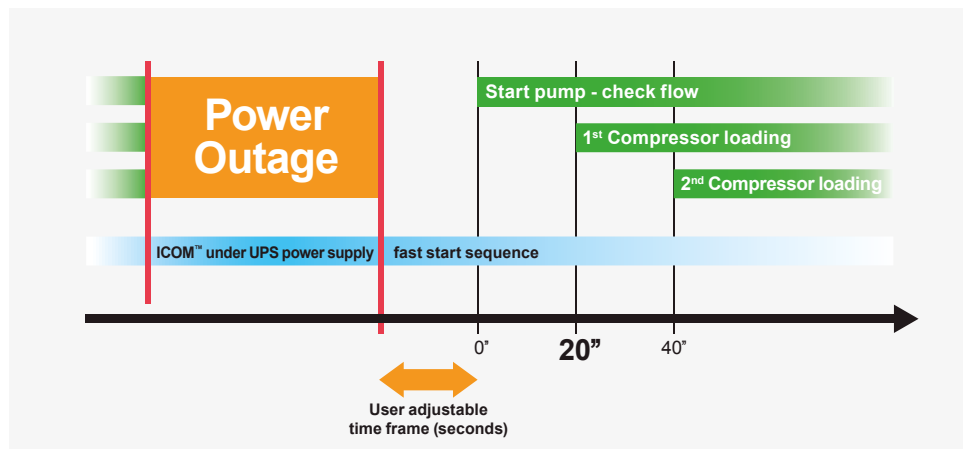 Power
Outage
Start pump - check flow
1st Compressor loading
2nd Compressor loading
ICOM™ under UPS power supply
fast start sequence
0”
20”
40”
User adjustable
time frame (seconds)